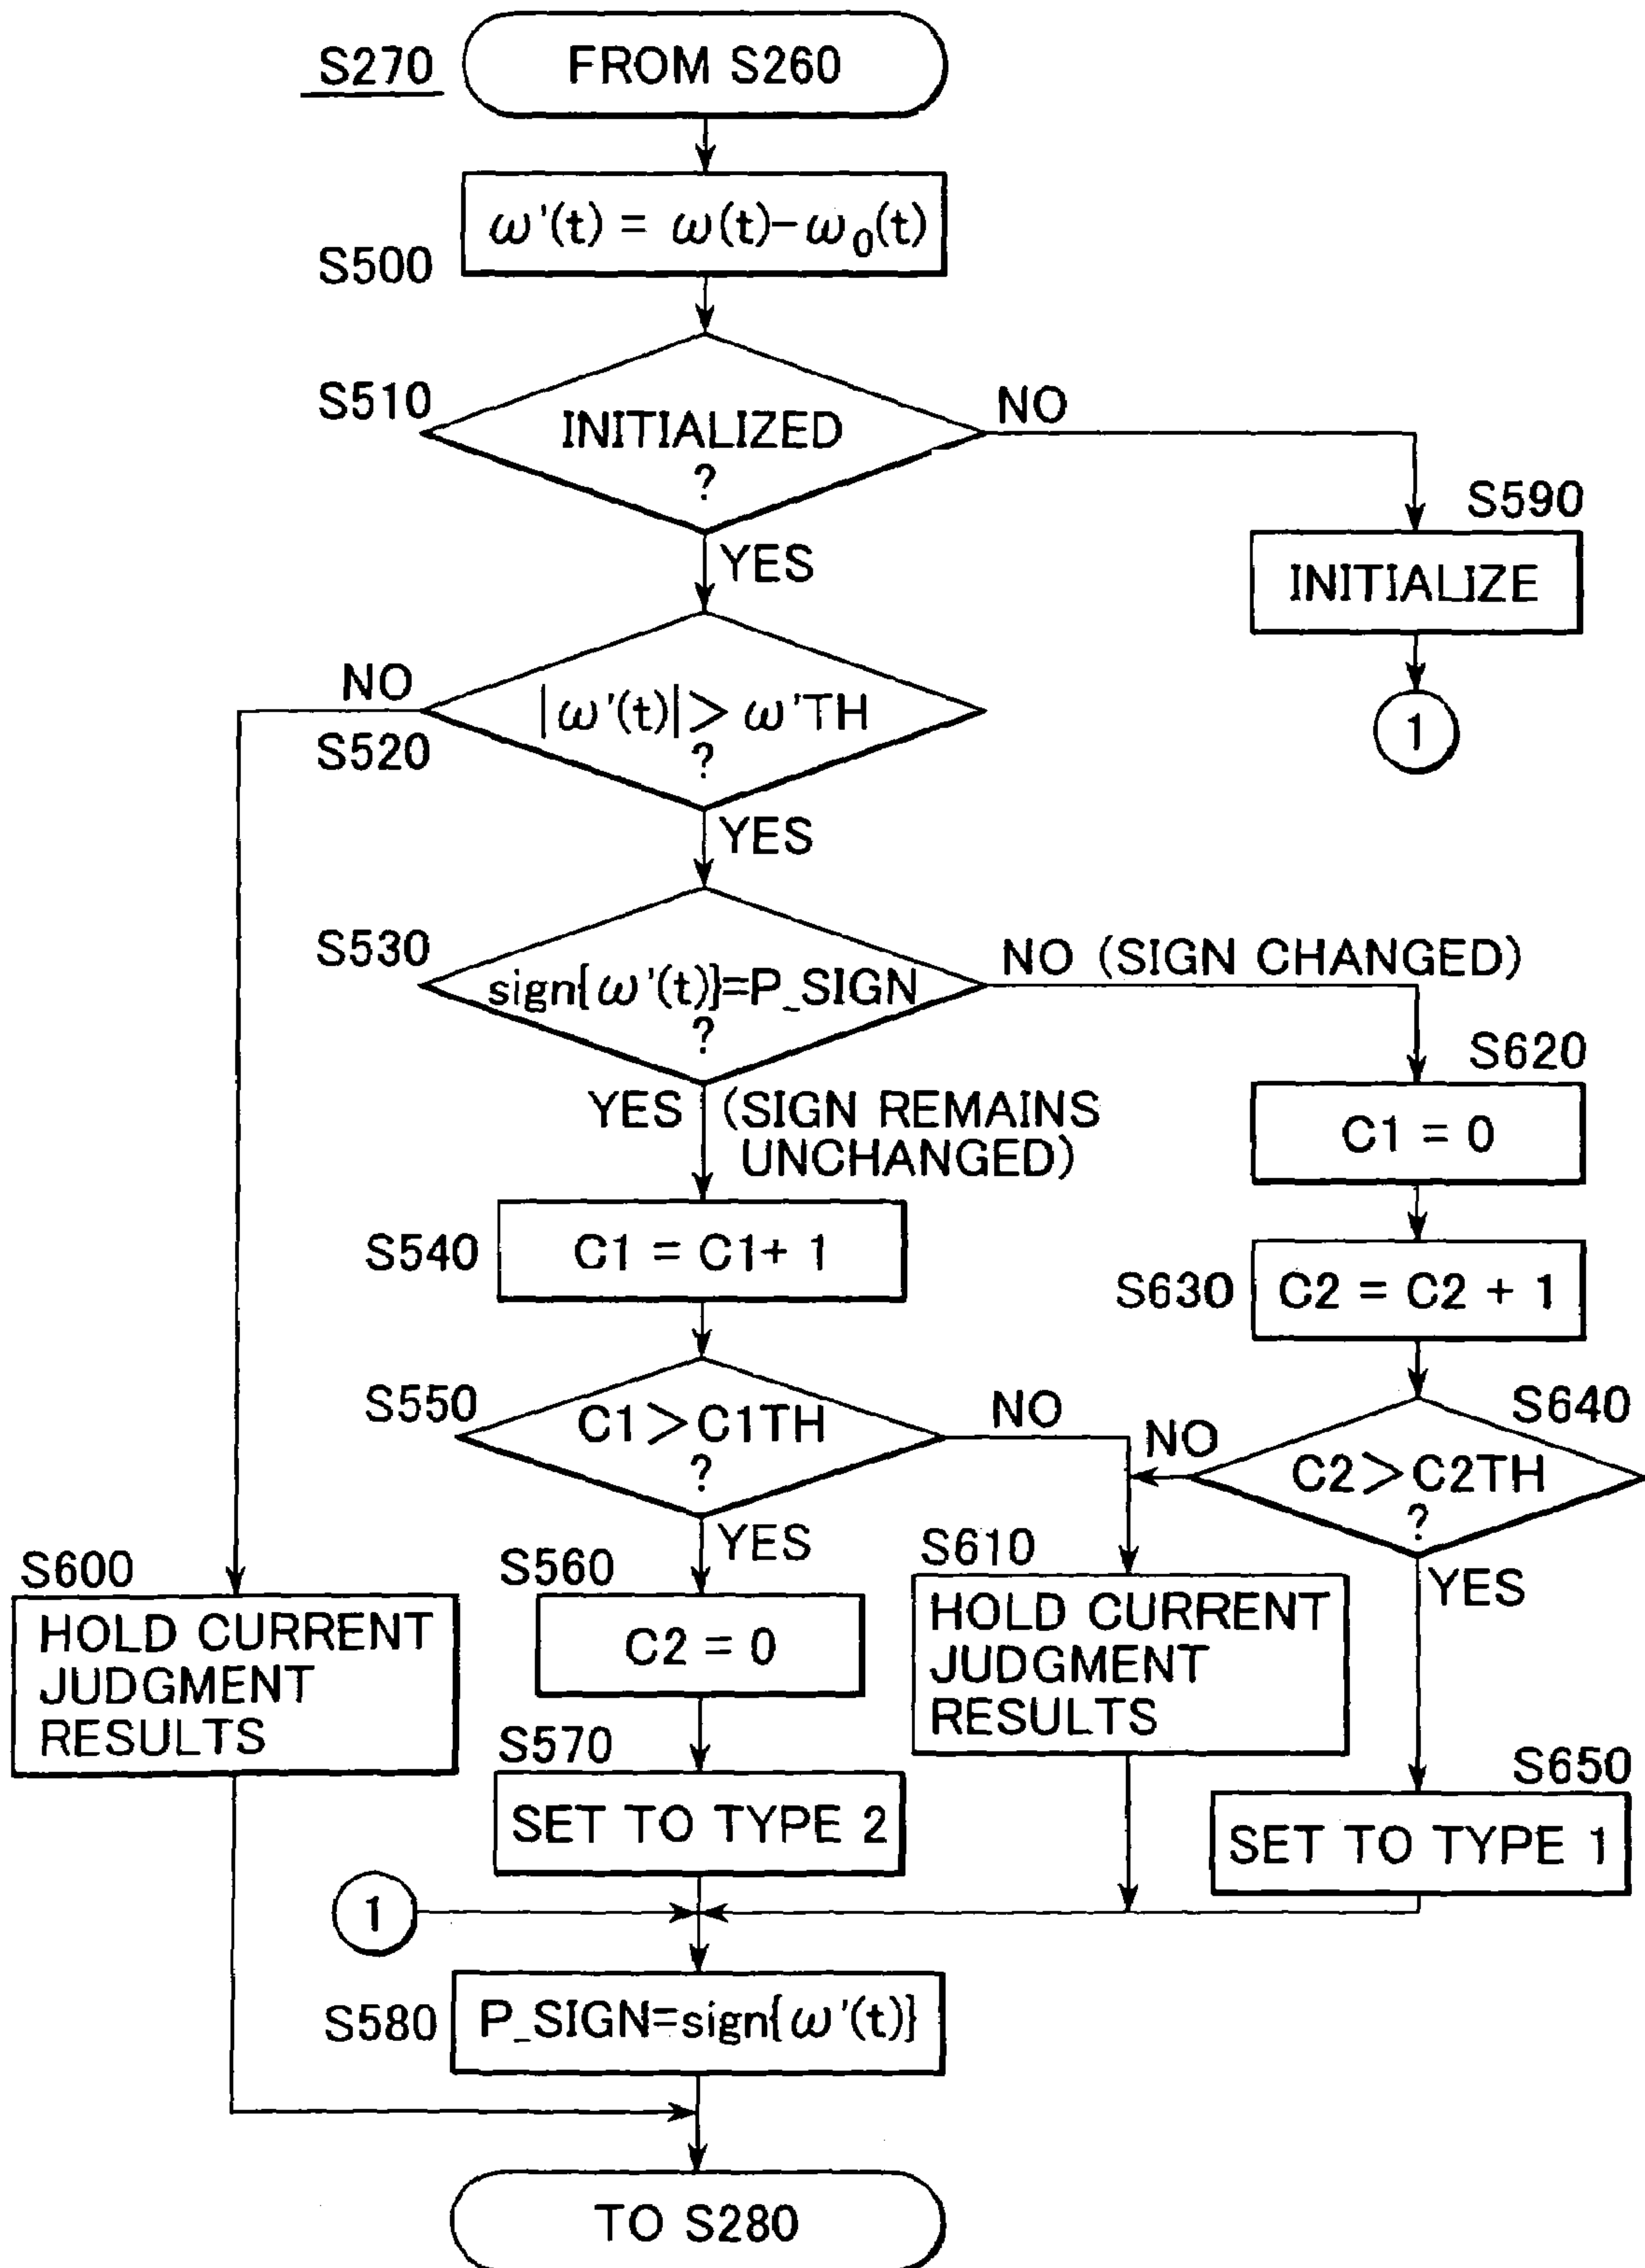 S270
FROM S260
ω'(t) = ω(t)-ω₀(t)
S500
S510
INITIALIZED
?
NO
YES
S590
INITIALIZE
1
NO
S520
|ω'(t)|> ω'TH
?
YES
S530
sign{ω'(t)}=P_SIGN
?
NO (SIGN CHANGED)
YES (SIGN REMAINS
UNCHANGED)
S620
C1 = 0
S540
C1 = C1+ 1
S630
C2 = C2 + 1
S550
C1>C1TH
?
NO
YES
S640
C2>C2TH
?
NO
YES
S600
HOLD CURRENT
JUDGMENT
RESULTS
S560
C2 = 0
S610
HOLD CURRENT
JUDGMENT
RESULTS
S570
SET TO TYPE 2
S650
SET TO TYPE 1
1
S580
P_SIGN=sign{ω'(t)}
TO S280